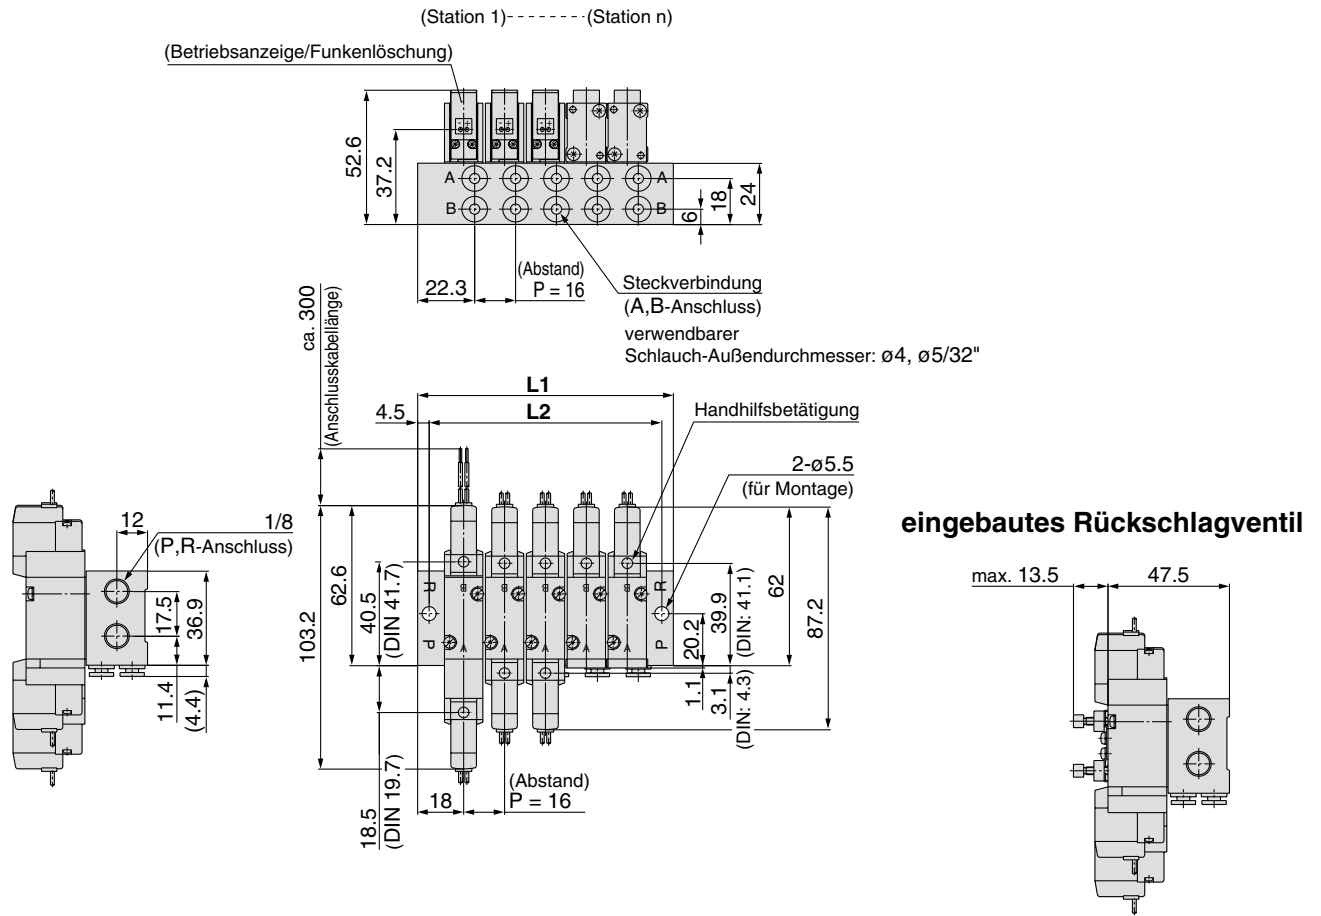 (Station 1)--------(Station n)
(Betriebsanzeige/Funkenlöschung)
52.6
37.2
A
A
B
B
6
18
24
22.3
(Abstand)
P = 16
Steckverbindung
(A,B-Anschluss)
verwendbarer
Schlauch-Außendurchmesser: ø4, ø5/32"
ca. 300
(Anschlusskabellänge)
L1
4.5
L2
Handhilfsbetätigung
2-ø5.5
(für Montage)
12
1/8
(P,R-Anschluss)
17.5
36.9
11.4
(4.4)
103.2
62.6
40.5
(DIN 41.7)
R
B
B
B
B
B
R
P
A
A
A
A
A
P
20.2
39.9
(DIN: 41.1)
62
87.2
1.1
3.1
(DIN: 4.3)
18
18.5
(DIN 19.7)
(Abstand)
P = 16
eingebautes Rückschlagventil
max. 13.5
47.5